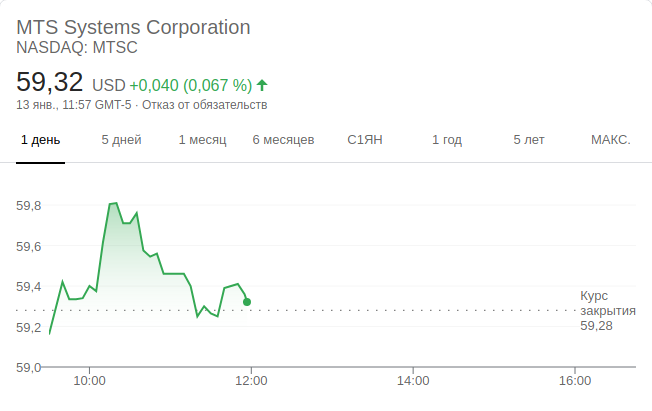 MTS Systems Corporation
NASDAQ: MTSC
59,32 USD +0,040 (0,067 %)
13 янв., 11:57 GMT-5 · Отказ от обязательств
1 день 5 дней 1 месяц 6 месяцев С1ЯН 1 год 5 лет МАКС.
59,8
59,6
59,4
Курс
закрытия
59,28
59,2
59,0
10:00 12:00 14:00 16:00